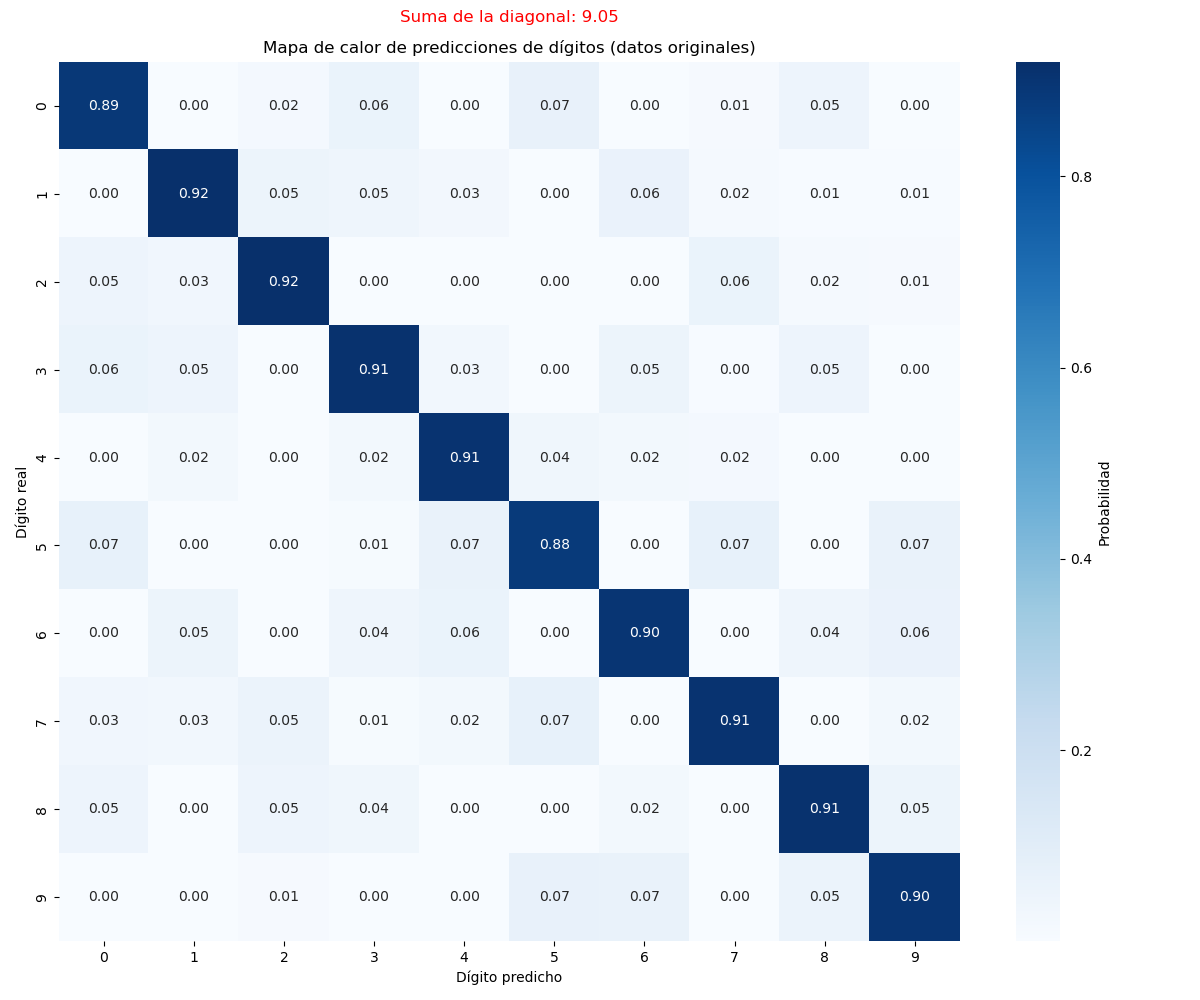 Suma de la diagonal: 9.05
Mapa de calor de predicciones de dígitos (datos originales)
0 0.89 0.00 0.02 0.06 0.00 0.07 0.00 0.01 0.05 0.00
1 0.00 0.92 0.05 0.05 0.03 0.00 0.06 0.02 0.01 0.01
2 0.05 0.03 0.92 0.00 0.00 0.00 0.00 0.06 0.02 0.01
3 0.06 0.05 0.00 0.91 0.03 0.00 0.05 0.00 0.05 0.00
4 0.00 0.02 0.00 0.02 0.91 0.04 0.02 0.02 0.00 0.00
5 0.07 0.00 0.00 0.01 0.07 0.88 0.00 0.07 0.00 0.07
6 0.00 0.05 0.00 0.04 0.06 0.00 0.90 0.00 0.04 0.06
7 0.03 0.03 0.05 0.01 0.02 0.07 0.00 0.91 0.00 0.02
8 0.05 0.00 0.05 0.04 0.00 0.00 0.02 0.00 0.91 0.05
9 0.00 0.00 0.01 0.00 0.00 0.07 0.07 0.00 0.05 0.90
0 1 2 3 4 5 6 7 8 9
Dígito predicho
Dígito real
0.8
0.6
0.4
0.2
Probabilidad